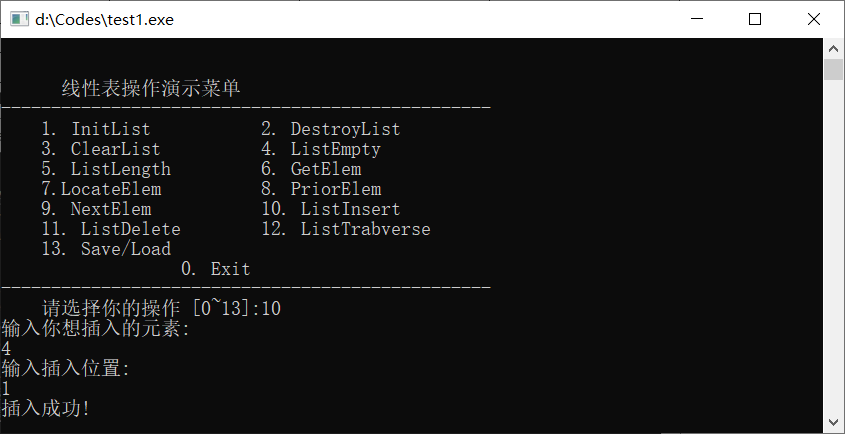 d:\Codes\test1.exe
线性表操作演示菜单
-------------------------------------------------
1. InitList 2. DestroyList
3. ClearList 4. ListEmpty
5. ListLength 6. GetElem
7.LocateElem 8. PriorElem
9. NextElem 10. ListInsert
11. ListDelete 12. ListTrabverse
13. Save/Load
0. Exit
-------------------------------------------------
请选择你的操作 [0~13]:10
输入你想插入的元素:
4
输入插入位置:
1
插入成功!